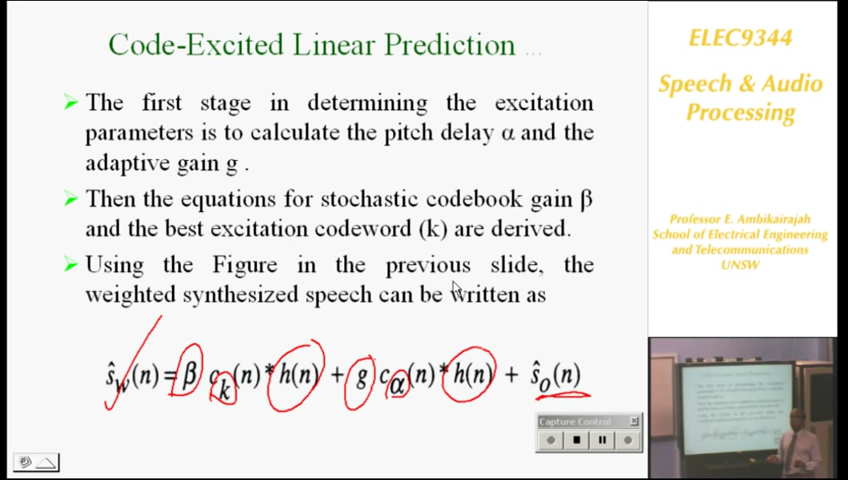 Code-Excited Linear Prediction ...
The first stage in determining the excitation
parameters is to calculate the pitch delay α and the
adaptive gain g .
Then the equations for stochastic codebook gain β
and the best excitation codeword (k) are derived.
Using the Figure in the previous slide, the
weighted synthesized speech can be written as
ŝw(n) = β ck(n)*h(n) + g cα(n)*h(n) + ŝo(n)
Capture Control
ELEC9344
Speech & Audio
Processing
Professor E. Ambikairajah
School of Electrical Engineering
and Telecommunications
UNSW